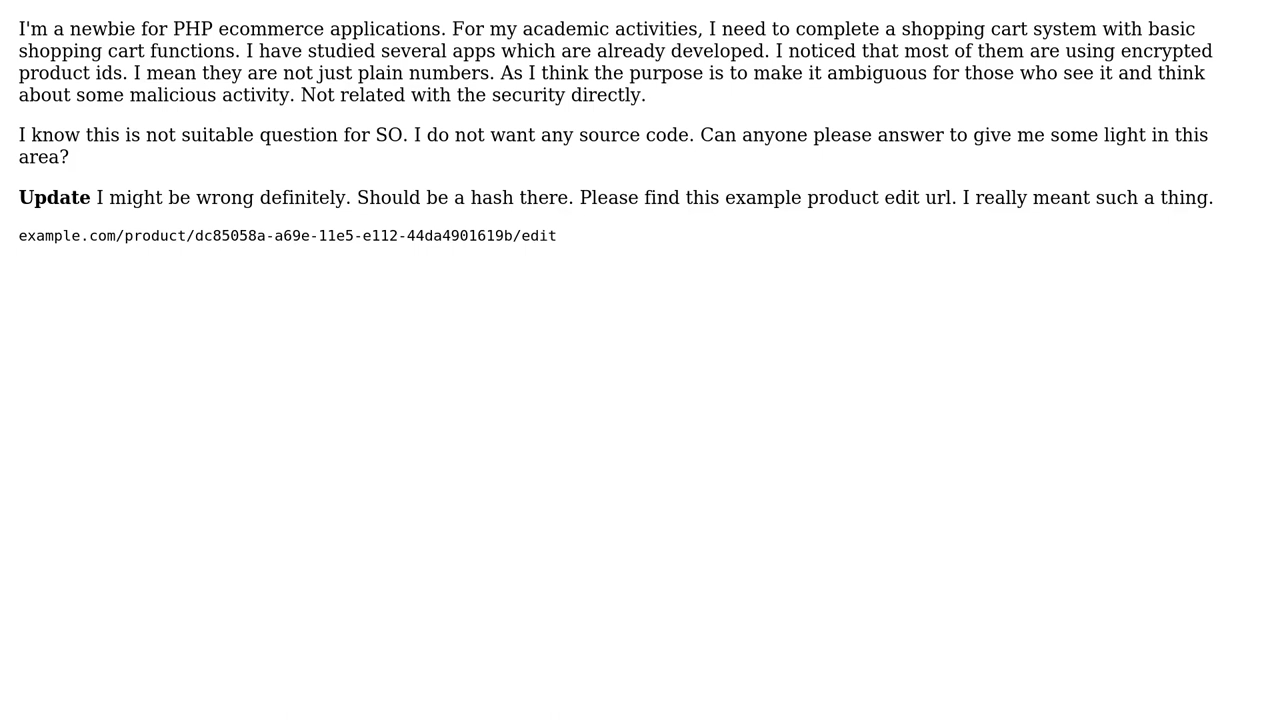 I'm a newbie for PHP ecommerce applications. For my academic activities, I need to complete a shopping cart system with basic
shopping cart functions. I have studied several apps which are already developed. I noticed that most of them are using encrypted
product ids. I mean they are not just plain numbers. As I think the purpose is to make it ambiguous for those who see it and think
about some malicious activity. Not related with the security directly.
I know this is not suitable question for SO. I do not want any source code. Can anyone please answer to give me some light in this
area?
Update I might be wrong definitely. Should be a hash there. Please find this example product edit url. I really meant such a thing.
example.com/product/dc85058a-a69e-11e5-e112-44da4901619b/edit